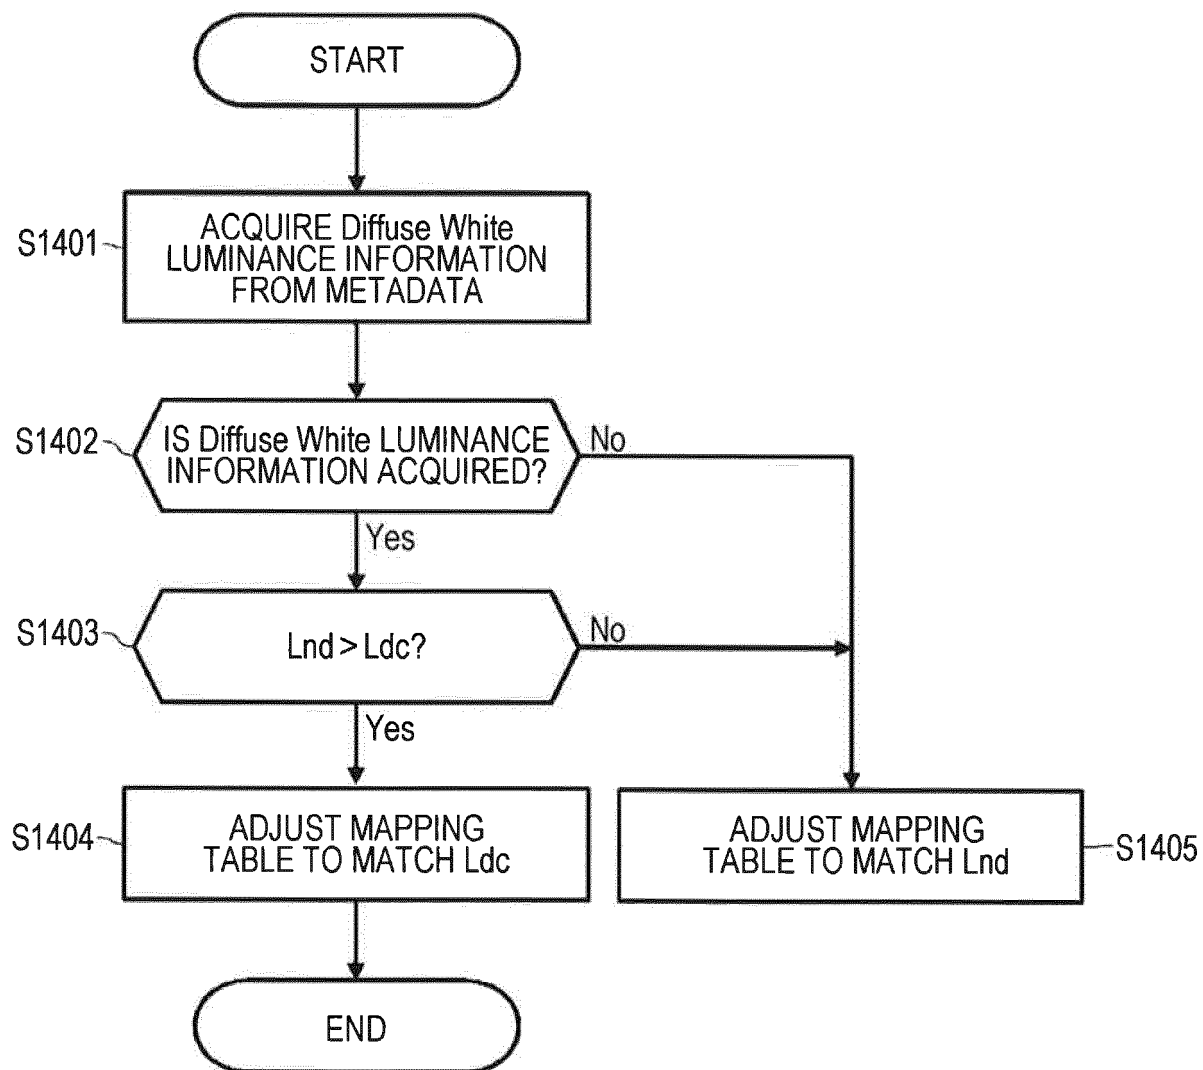 START
S1401
ACQUIRE Diffuse White
LUMINANCE INFORMATION
FROM METADATA
S1402
IS Diffuse White LUMINANCE
INFORMATION ACQUIRED?
No
Yes
S1403
Lnd > Ldc?
No
Yes
S1404
ADJUST MAPPING
TABLE TO MATCH Ldc
ADJUST MAPPING
TABLE TO MATCH Lnd
S1405
END